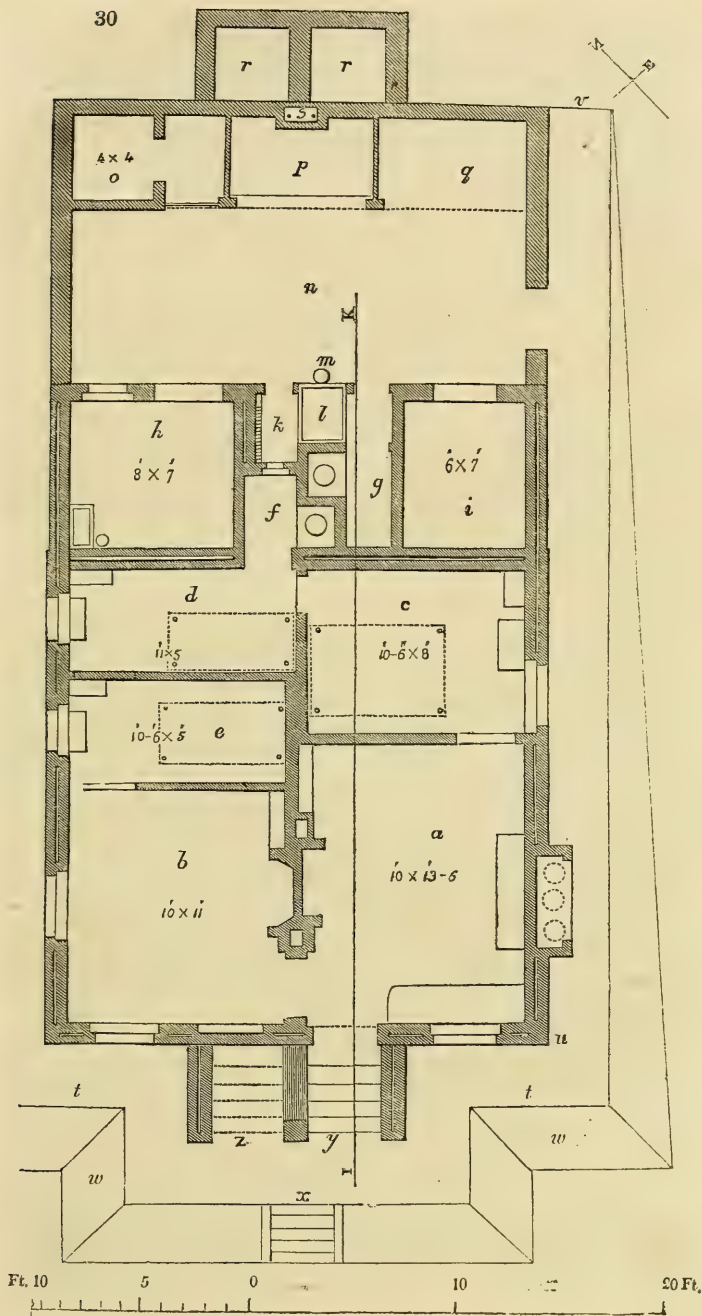 30
N E
r r
v
s
4 × 4
o
p
q
n
K
m
h
k
l
8 × 7
g
6 × 7
i
f
d
c
11 × 5
10-6 × 8
10-6 × 5
e
b
a
10 × 11
10 × 13-6
u
t
t
z
y
w
w
I
x
Ft. 10 5 0 10 20 Ft.